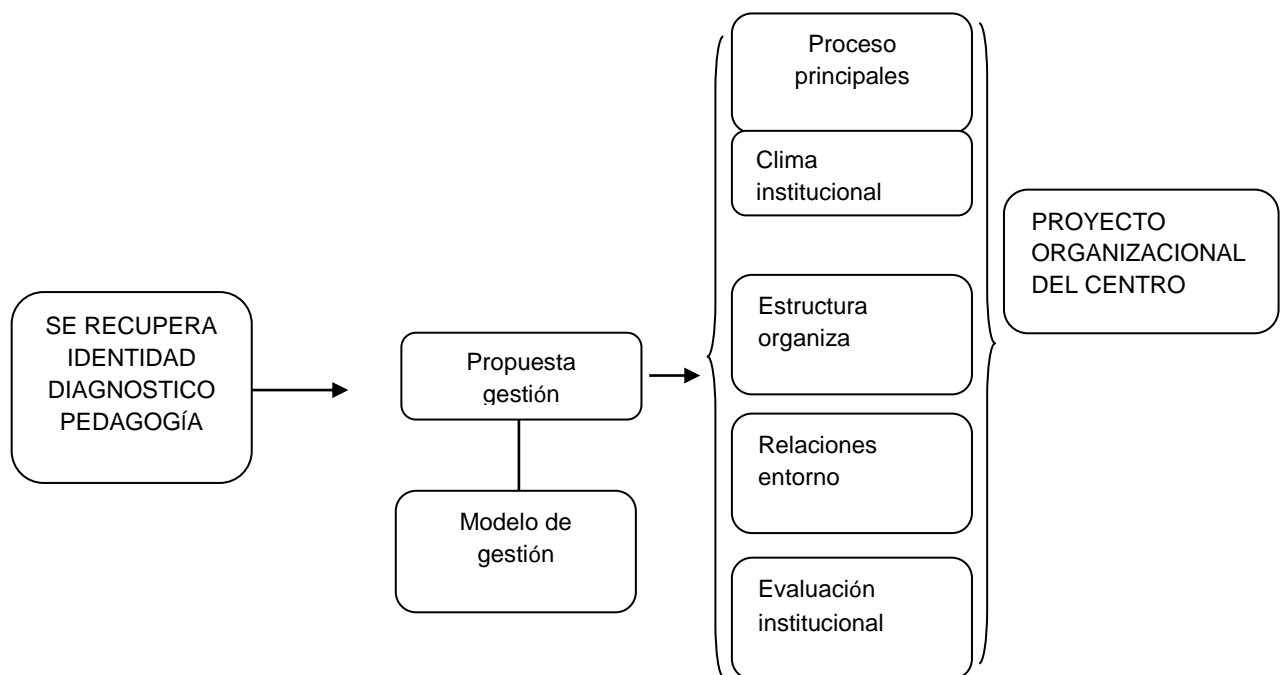 SE RECUPERA
IDENTIDAD
DIAGNOSTICO
PEDAGOGÍA
Propuesta
gestión
Modelo de
gestión
Proceso
principales
Clima
institucional
Estructura
organiza
Relaciones
entorno
Evaluación
institucional
PROYECTO
ORGANIZACIONAL
DEL CENTRO